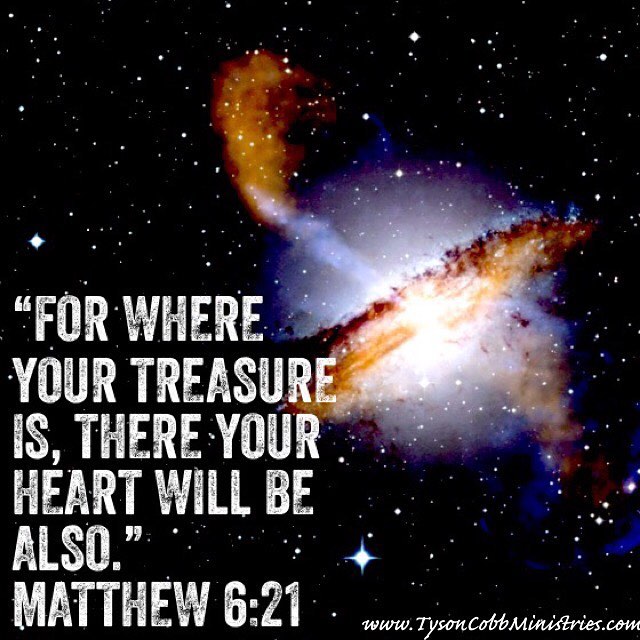 “FOR WHERE
YOUR TREASURE
IS, THERE YOUR
HEART WILL BE
ALSO.”
MATTHEW 6:21
www.TysonCobbMinistries.com